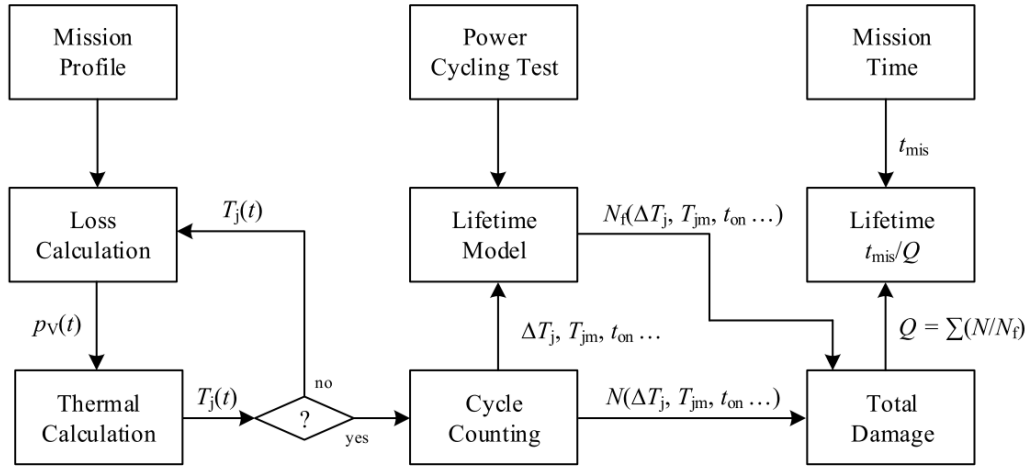 Mission
Profile
Power
Cycling Test
Mission
Time
t_mis
Loss
Calculation
T_j(t)
Lifetime
Model
N_f(ΔT_j, T_jm, t_on …)
Lifetime
t_mis/Q
p_V(t)
ΔT_j, T_jm, t_on …
Q = ∑(N/N_f)
Thermal
Calculation
T_j(t)
no
?
yes
Cycle
Counting
N(ΔT_j, T_jm, t_on …)
Total
Damage